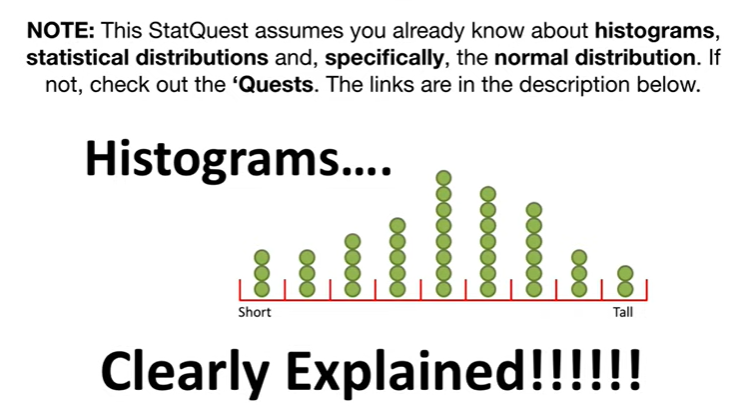 NOTE: This StatQuest assumes you already know about histograms,
statistical distributions and, specifically, the normal distribution. If
not, check out the ‘Quests. The links are in the description below.
Histograms....
Short
Tall
Clearly Explained!!!!!!